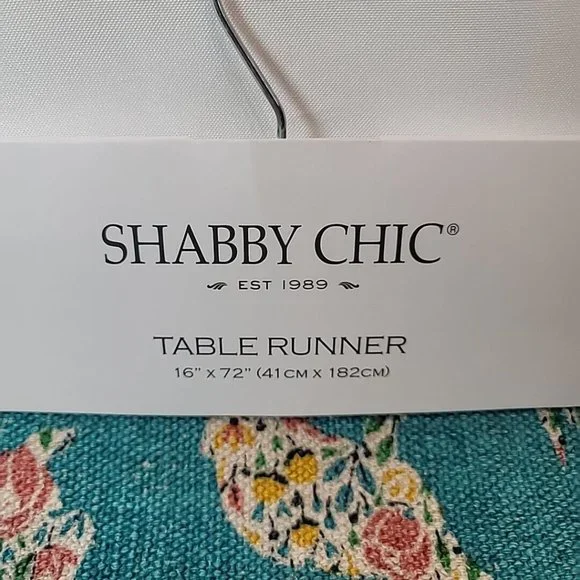 SHABBY CHIC®
EST 1989
TABLE RUNNER
16" X 72" (41CM X 182CM)